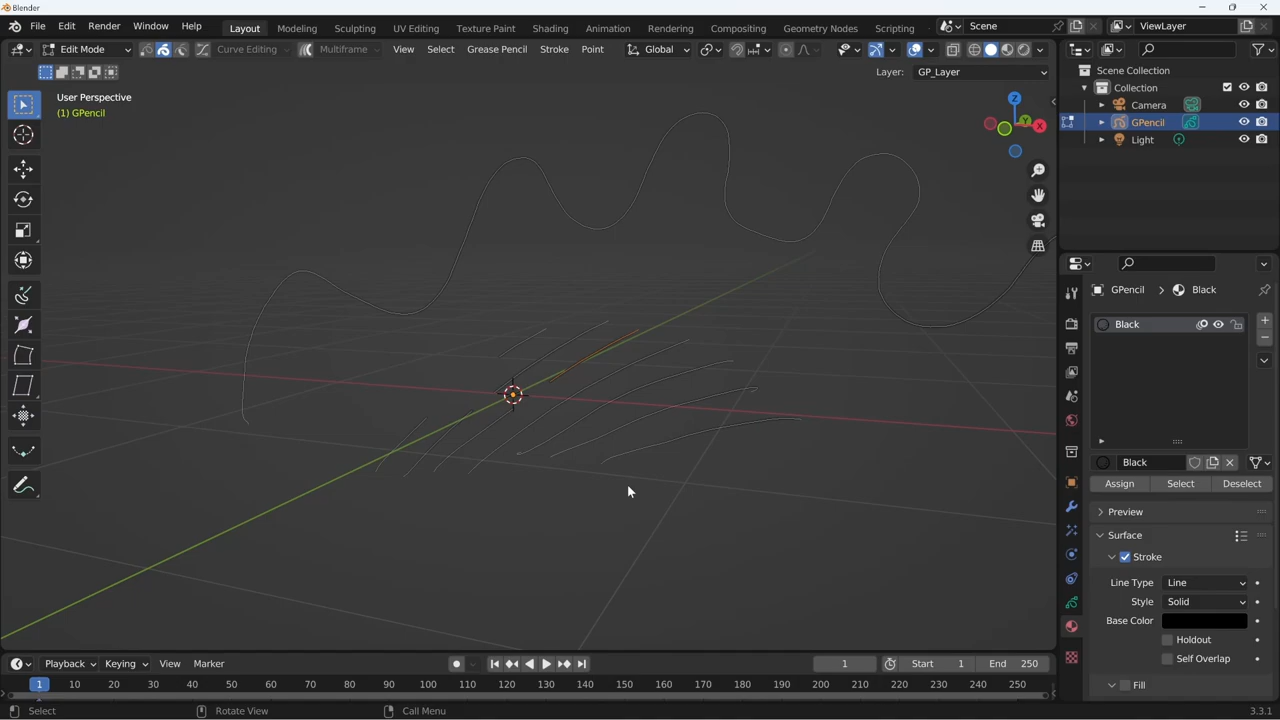 Blender
File Edit Render Window Help Layout Modeling Sculpting UV Editing Texture Paint Shading Animation Rendering Compositing Geometry Nodes Scripting Scene ViewLayer
Edit Mode Curve Editing Multiframe View Select Grease Pencil Stroke Point Global
Layer: GP_Layer
User Perspective
(1) GPencil
Z
Y
X
Scene Collection
Collection
Camera
GPencil
Light
GPencil Black
Black
Black
Assign Select Deselect
Preview
Surface
Stroke
Line Type Line
Style Solid
Base Color
Holdout
Self Overlap
Fill
Playback Keying View Marker 1 Start 1 End 250
1 10 20 30 40 50 60 70 80 90 100 110 120 130 140 150 160 170 180 190 200 210 220 230 240 250
Select Rotate View Call Menu 3.3.1